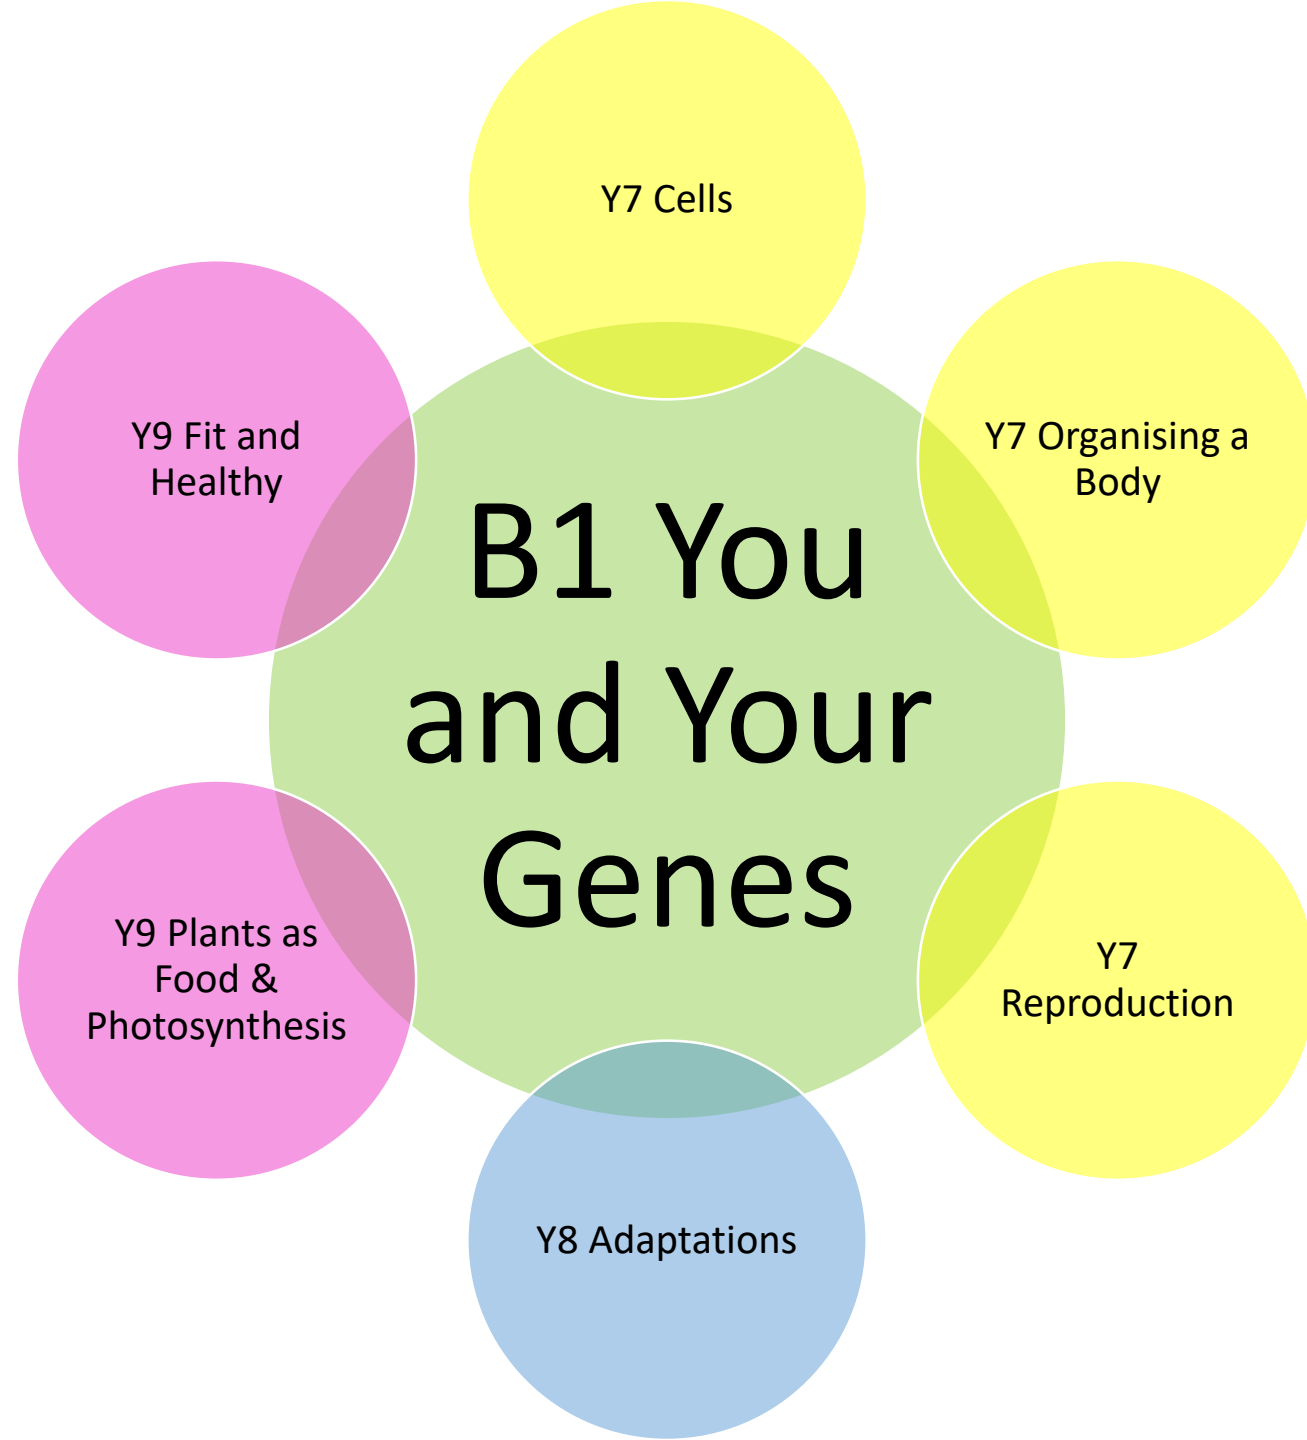 Y7 Cells
Y7 Organising a
Body
Y7
Reproduction
Y8 Adaptations
Y9 Plants as
Food &
Photosynthesis
Y9 Fit and
Healthy
B1 You
and Your
Genes